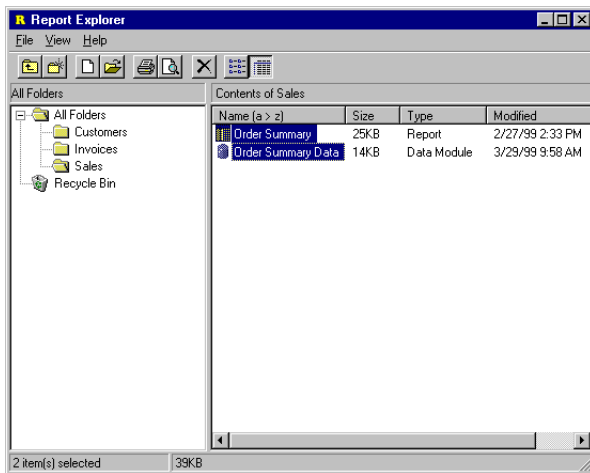 R Report Explorer
File View Help
All Folders Contents of Sales
All Folders
Customers
Invoices
Sales
Recycle Bin
Name (a > z) Size Type Modified
Order Summary 25KB Report 2/27/99 2:33 PM
Order Summary Data 14KB Data Module 3/29/99 9:58 AM
2 item(s) selected 39KB